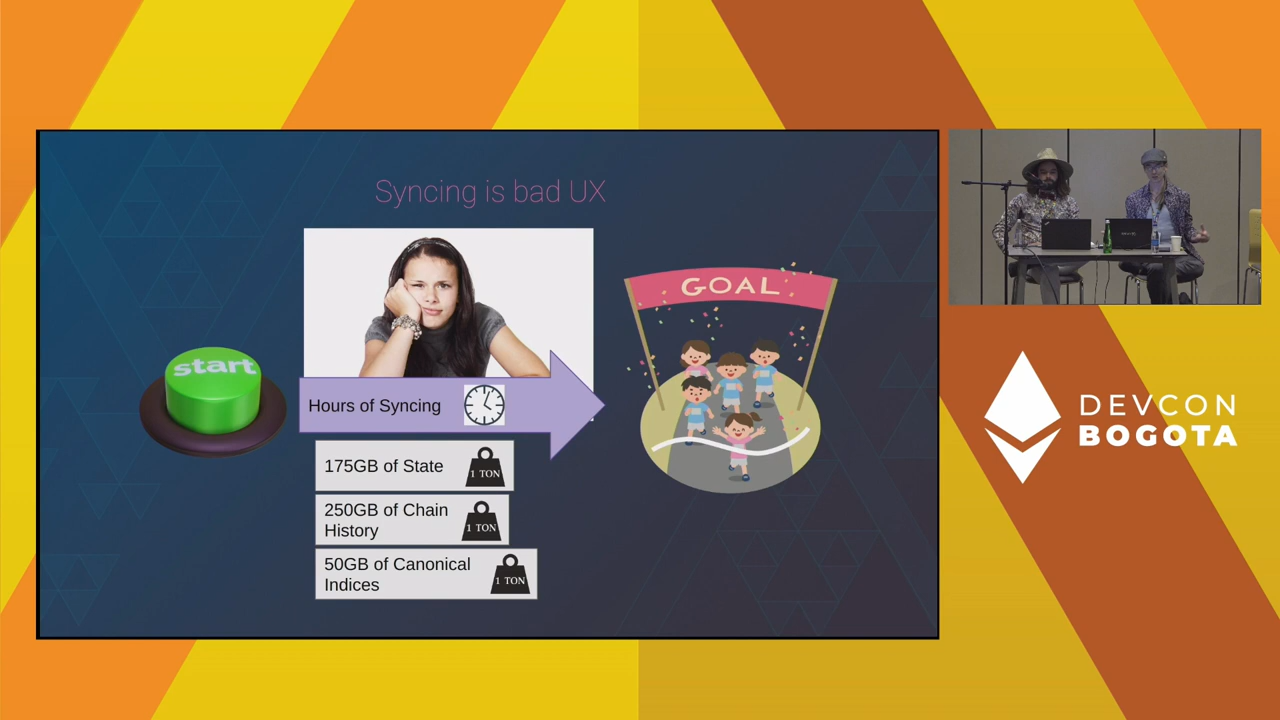 Syncing is bad UX
GOAL
start
Hours of Syncing
175GB of State
1 TON
250GB of Chain
History
1 TON
50GB of Canonical
Indices
1 TON
DEVCON
BOGOTA